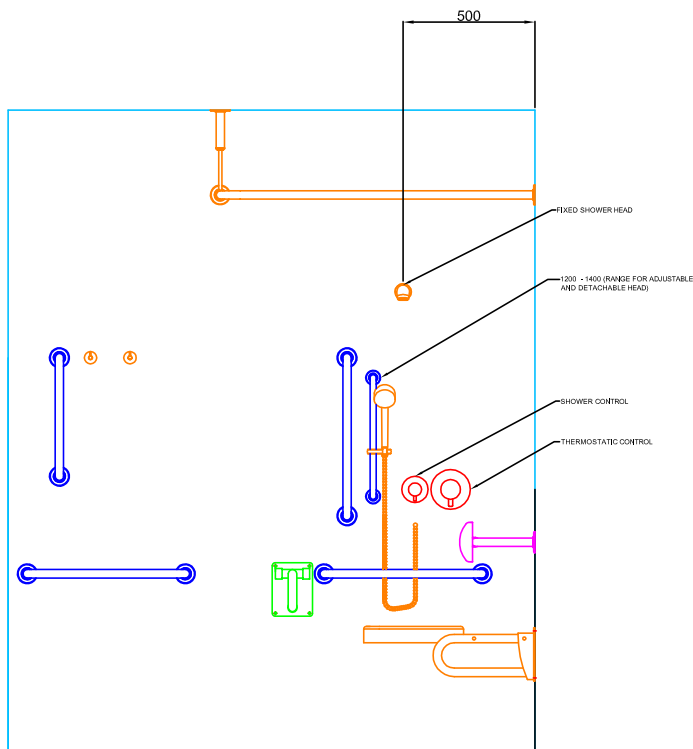 500
FIXED SHOWER HEAD
1200 - 1400 (RANGE FOR ADJUSTABLE
AND DETACHABLE HEAD)
SHOWER CONTROL
THERMOSTATIC CONTROL